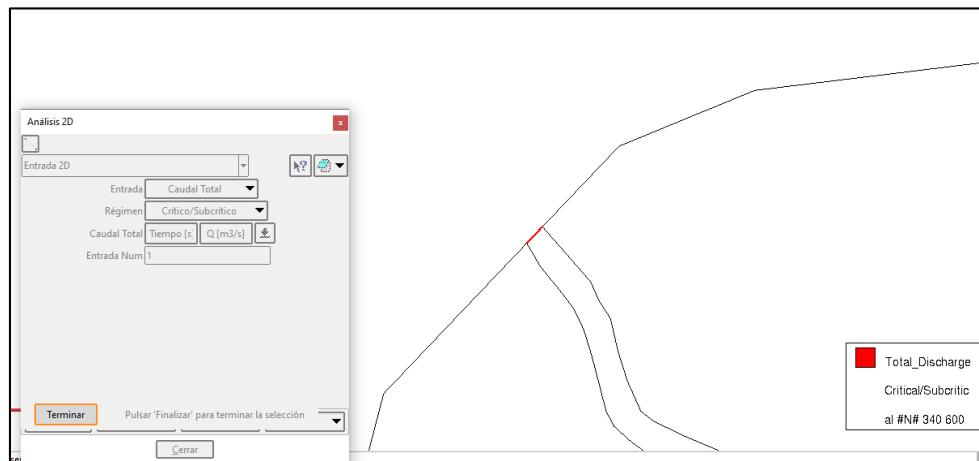 Análisis 2D
x
Entrada 2D
Entrada Caudal Total
Régimen Crítico/Subcrítico
Caudal Total Tiempo [s] Q [m3/s]
Entrada Num 1
Terminar Pulsar 'Finalizar' para terminar la selección
Cerrar
Total_Discharge
Critical/Subcritic
al #N# 340 600